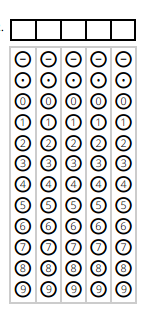 − − − − −
• • • • •
0 0 0 0 0
1 1 1 1 1
2 2 2 2 2
3 3 3 3 3
4 4 4 4 4
5 5 5 5 5
6 6 6 6 6
7 7 7 7 7
8 8 8 8 8
9 9 9 9 9